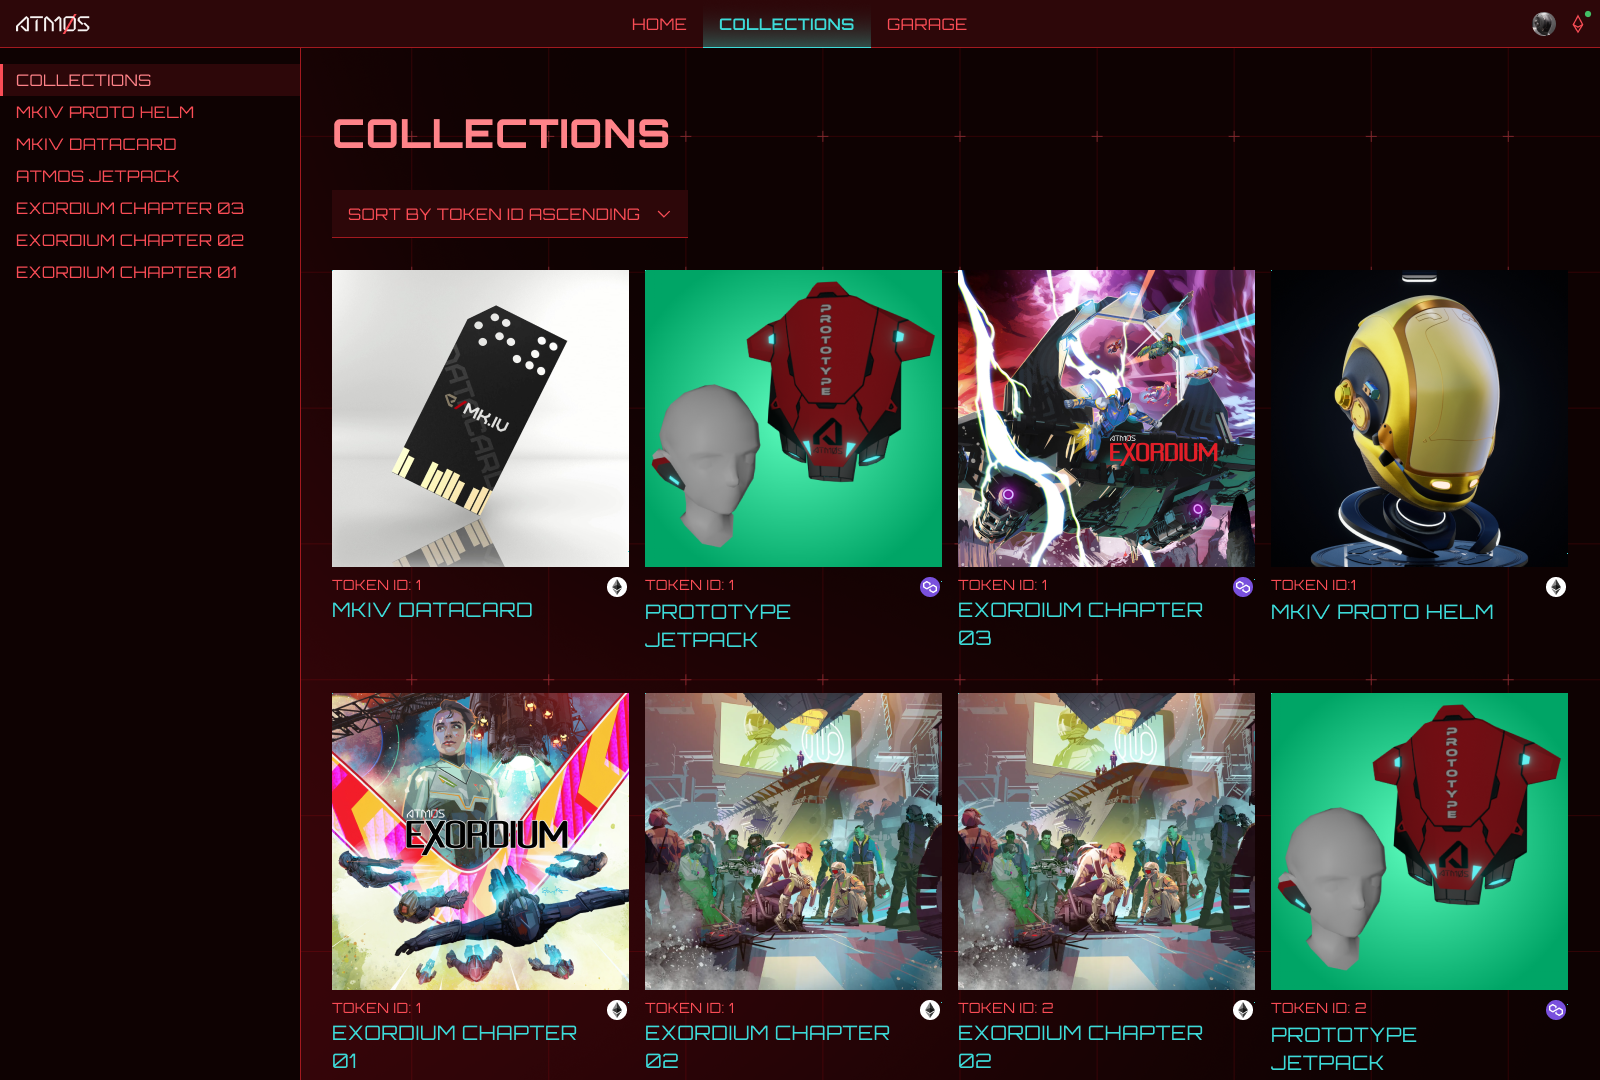 ATMØS
HOME
COLLECTIONS
GARAGE
COLLECTIONS
MKIV PROTO HELM
MKIV DATACARD
ATMOS JETPACK
EXORDIUM CHAPTER 03
EXORDIUM CHAPTER 02
EXORDIUM CHAPTER 01
COLLECTIONS
SORT BY TOKEN ID ASCENDING
DATACARD
MK.IV
PROTOTYPE
ATMOS
ATMOS
EXORDIUM
TOKEN ID: 1
MKIV DATACARD
TOKEN ID: 1
PROTOTYPE
JETPACK
TOKEN ID: 1
EXORDIUM CHAPTER
03
TOKEN ID:1
MKIV PROTO HELM
ATMOS
EXORDIUM
PROTOTYPE
ATMOS
TOKEN ID: 1
EXORDIUM CHAPTER
01
TOKEN ID: 1
EXORDIUM CHAPTER
02
TOKEN ID: 2
EXORDIUM CHAPTER
02
TOKEN ID: 2
PROTOTYPE
JETPACK